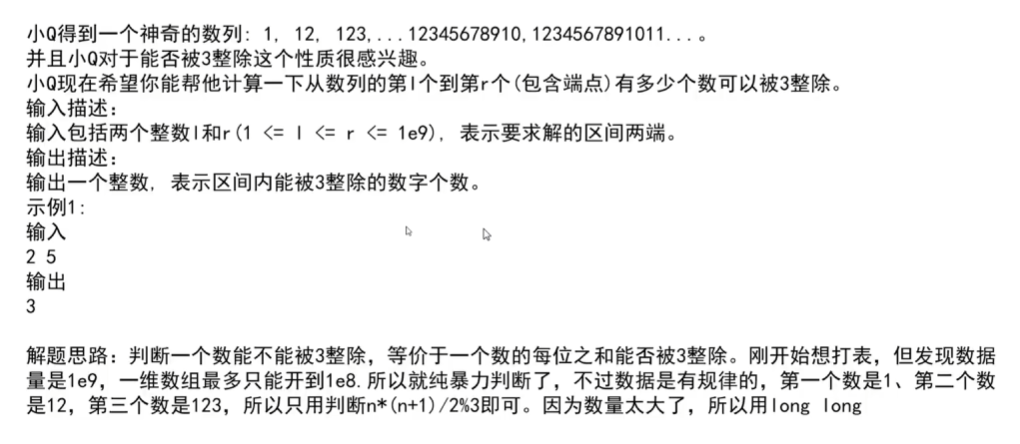 小Q得到一个神奇的数列: 1, 12, 123,...12345678910,1234567891011...。
并且小Q对于能否被3整除这个性质很感兴趣。
小Q现在希望你能帮他计算一下从数列的第l个到第r个(包含端点)有多少个数可以被3整除。
输入描述:
输入包括两个整数l和r(1 <= l <= r <= 1e9), 表示要求解的区间两端。
输出描述:
输出一个整数, 表示区间内能被3整除的数字个数。
示例1:
输入
2 5
输出
3
解题思路: 判断一个数能不能被3整除, 等价于一个数的每位之和能否被3整除。刚开始想打表, 但发现数据
量是1e9, 一维数组最多只能开到1e8.所以就纯暴力判断了, 不过数据是有规律的, 第一个数是1、第二个数
是12, 第三个数是123, 所以只用判断n*(n+1)/2%3即可。因为数量太大了, 所以用long long